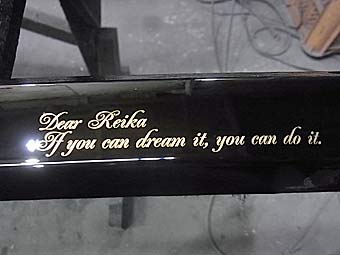 Dear Reika
If you can dream it, you can do it.